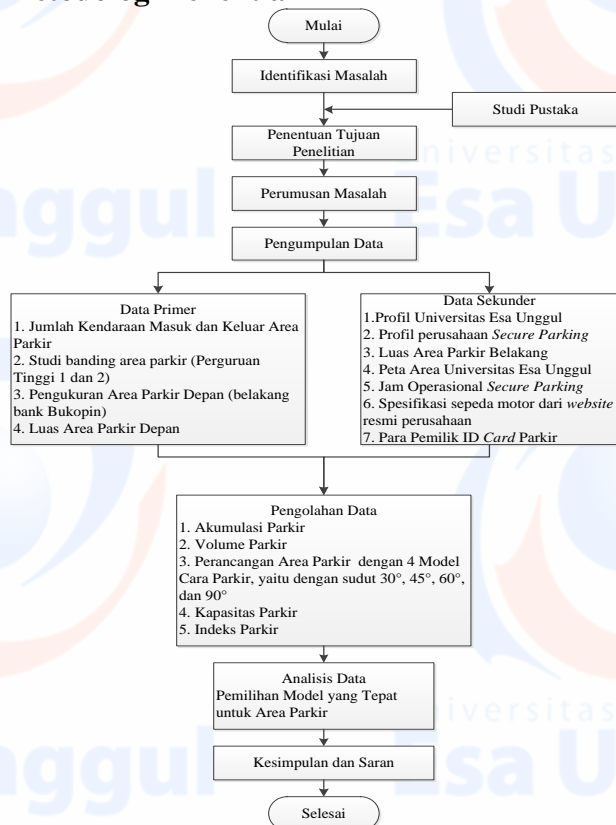 Mulai
Identifikasi Masalah
Studi Pustaka
Penentuan Tujuan
Penelitian
Perumusan Masalah
Pengumpulan Data
Data Primer
1. Jumlah Kendaraan Masuk dan Keluar Area
Parkir
2. Studi banding area parkir (Perguruan
Tinggi 1 dan 2)
3. Pengukuran Area Parkir Depan (belakang
bank Bukopin)
4. Luas Area Parkir Depan
Data Sekunder
1.Profil Universitas Esa Unggul
2. Profil perusahaan Secure Parking
3. Luas Area Parkir Belakang
4. Peta Area Universitas Esa Unggul
5. Jam Operasional Secure Parking
6. Spesifikasi sepeda motor dari website
resmi perusahaan
7. Para Pemilik ID Card Parkir
Pengolahan Data
1. Akumulasi Parkir
2. Volume Parkir
3. Perancangan Area Parkir dengan 4 Model
Cara Parkir, yaitu dengan sudut 30°, 45°, 60°,
dan 90°
4. Kapasitas Parkir
5. Indeks Parkir
Analisis Data
Pemilihan Model yang Tepat
untuk Area Parkir
Kesimpulan dan Saran
Selesai
niversitas
nggul
Esa U
iversitas
nggul
Esa U